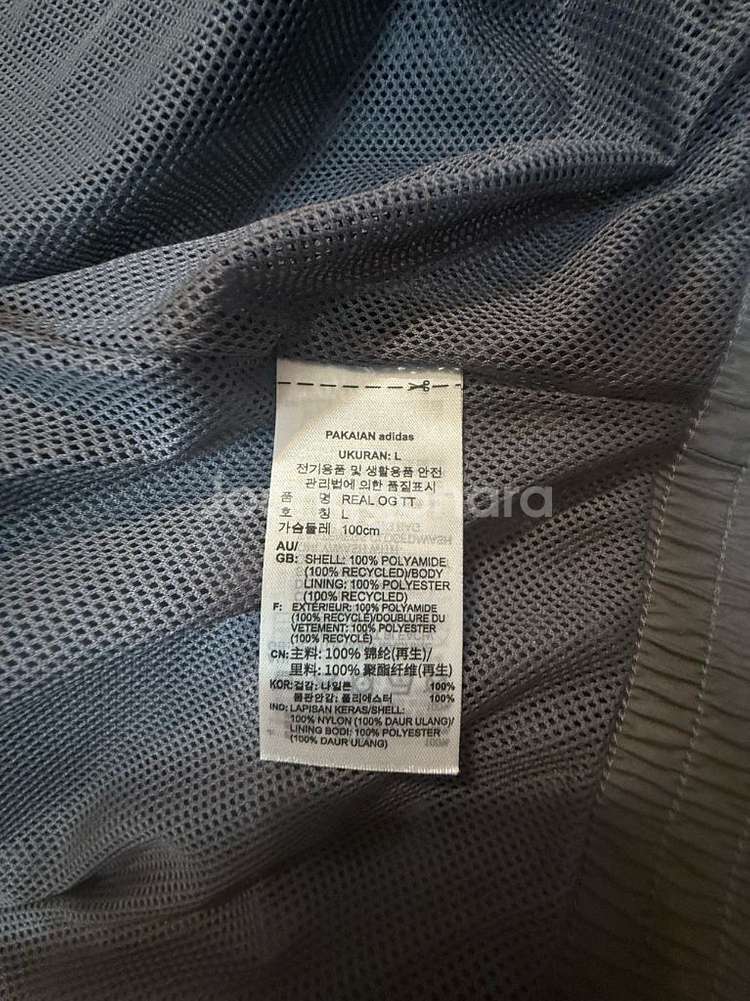 PAKAIAN adidas
UKURAN: L
전기용품 및 생활용품 안전
관리법에 의한 품질표시
품 명 REAL OG TT
호 칭 L
가슴둘레 100cm
AU/
GB: SHELL: 100% POLYAMIDE
(100% RECYCLED)/BODY
LINING: 100% POLYESTER
(100% RECYCLED)
F: EXTÉRIEUR: 100% POLYAMIDE
(100% RECYCLÉ)/DOUBLURE DU
VETEMENT: 100% POLYESTER
(100% RECYCLÉ)
CN: 主料: 100% 锦纶(再生)/
里料: 100% 聚酯纤维(再生)
KOR: 겉감: 나일론 100%
몸판안감: 폴리에스터 100%
IND: LAPISAN KERAS/SHELL:
100% NYLON (100% DAUR ULANG)/
LINING BODI: 100% POLYESTER
(100% DAUR ULANG)